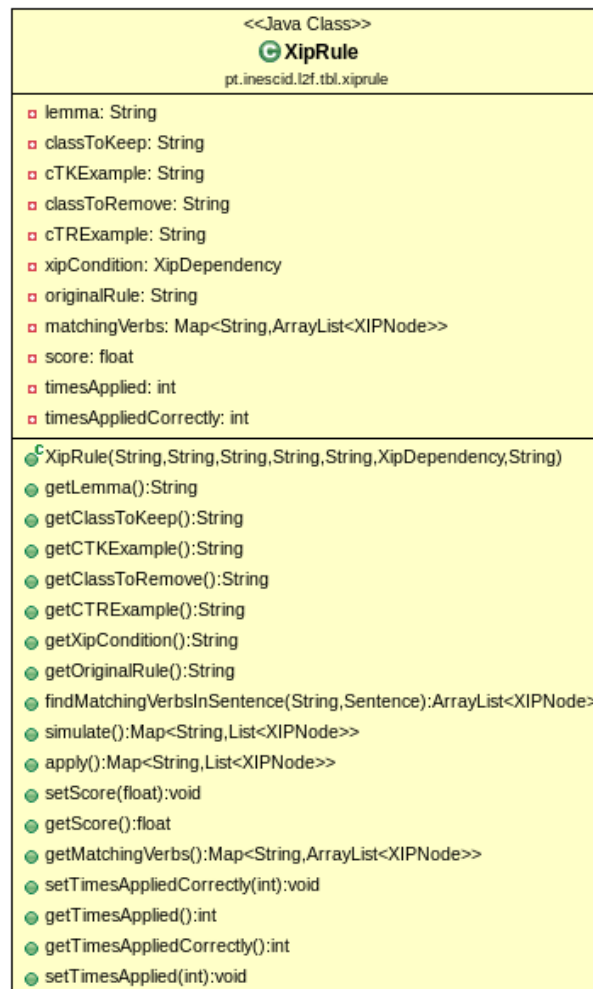 <<Java Class>>
C XipRule
pt.inescid.l2f.tbl.xiprule
lemma: String
classToKeep: String
cTKExample: String
classToRemove: String
cTRExample: String
xipCondition: XipDependency
originalRule: String
matchingVerbs: Map<String,ArrayList<XIPNode>>
score: float
timesApplied: int
timesAppliedCorrectly: int
c XipRule(String,String,String,String,String,XipDependency,String)
getLemma():String
getClassToKeep():String
getCTKExample():String
getClassToRemove():String
getCTRExample():String
getXipCondition():String
getOriginalRule():String
findMatchingVerbsInSentence(String,Sentence):ArrayList<XIPNode>
simulate():Map<String,List<XIPNode>>
apply():Map<String,List<XIPNode>>
setScore(float):void
getScore():float
getMatchingVerbs():Map<String,ArrayList<XIPNode>>
setTimesAppliedCorrectly(int):void
getTimesApplied():int
getTimesAppliedCorrectly():int
setTimesApplied(int):void